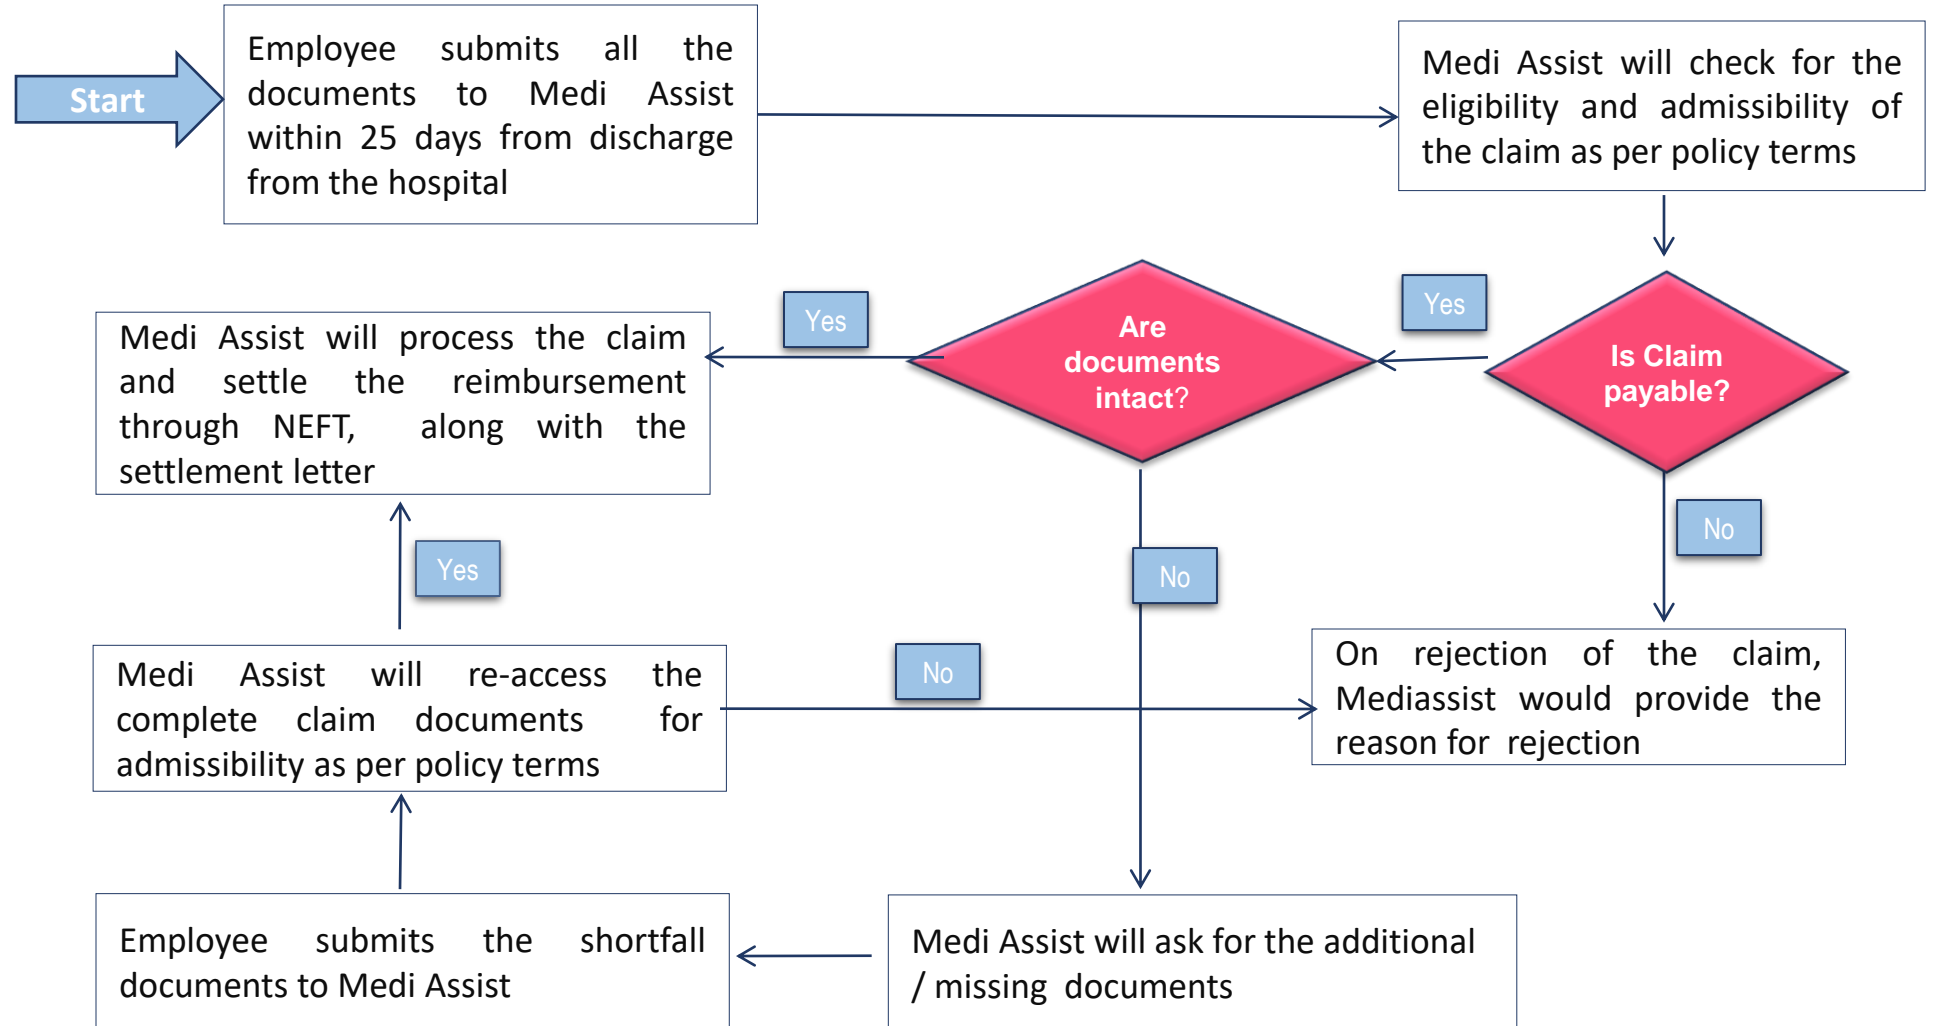 Start
Employee submits all the
documents to Medi Assist
within 25 days from discharge
from the hospital
Medi Assist will check for the
eligibility and admissibility of
the claim as per policy terms
Is Claim
payable?
Yes
No
Are
documents
intact?
Yes
No
Medi Assist will process the claim
and settle the reimbursement
through NEFT, along with the
settlement letter
Yes
Medi Assist will re-access the
complete claim documents for
admissibility as per policy terms
No
On rejection of the claim,
Mediassist would provide the
reason for rejection
Employee submits the shortfall
documents to Medi Assist
Medi Assist will ask for the additional
/ missing documents